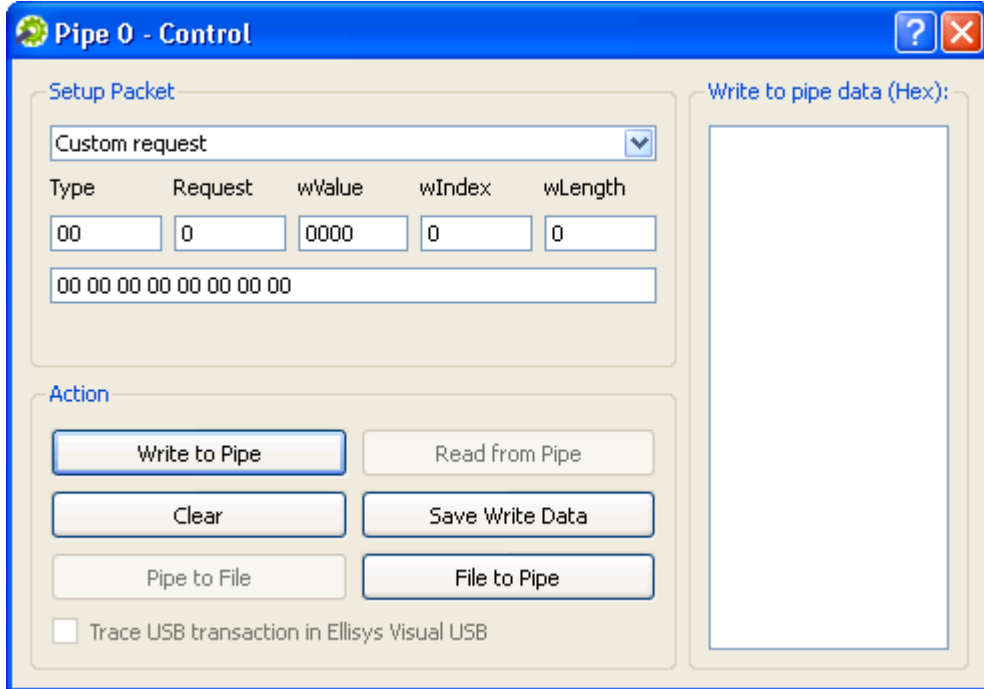 Pipe 0 - Control
Setup Packet
Write to pipe data (Hex):
Custom request
Type Request wValue wIndex wLength
00 0 0000 0 0
00 00 00 00 00 00 00 00
Action
Write to Pipe Read from Pipe
Clear Save Write Data
Pipe to File File to Pipe
Trace USB transaction in Ellisys Visual USB